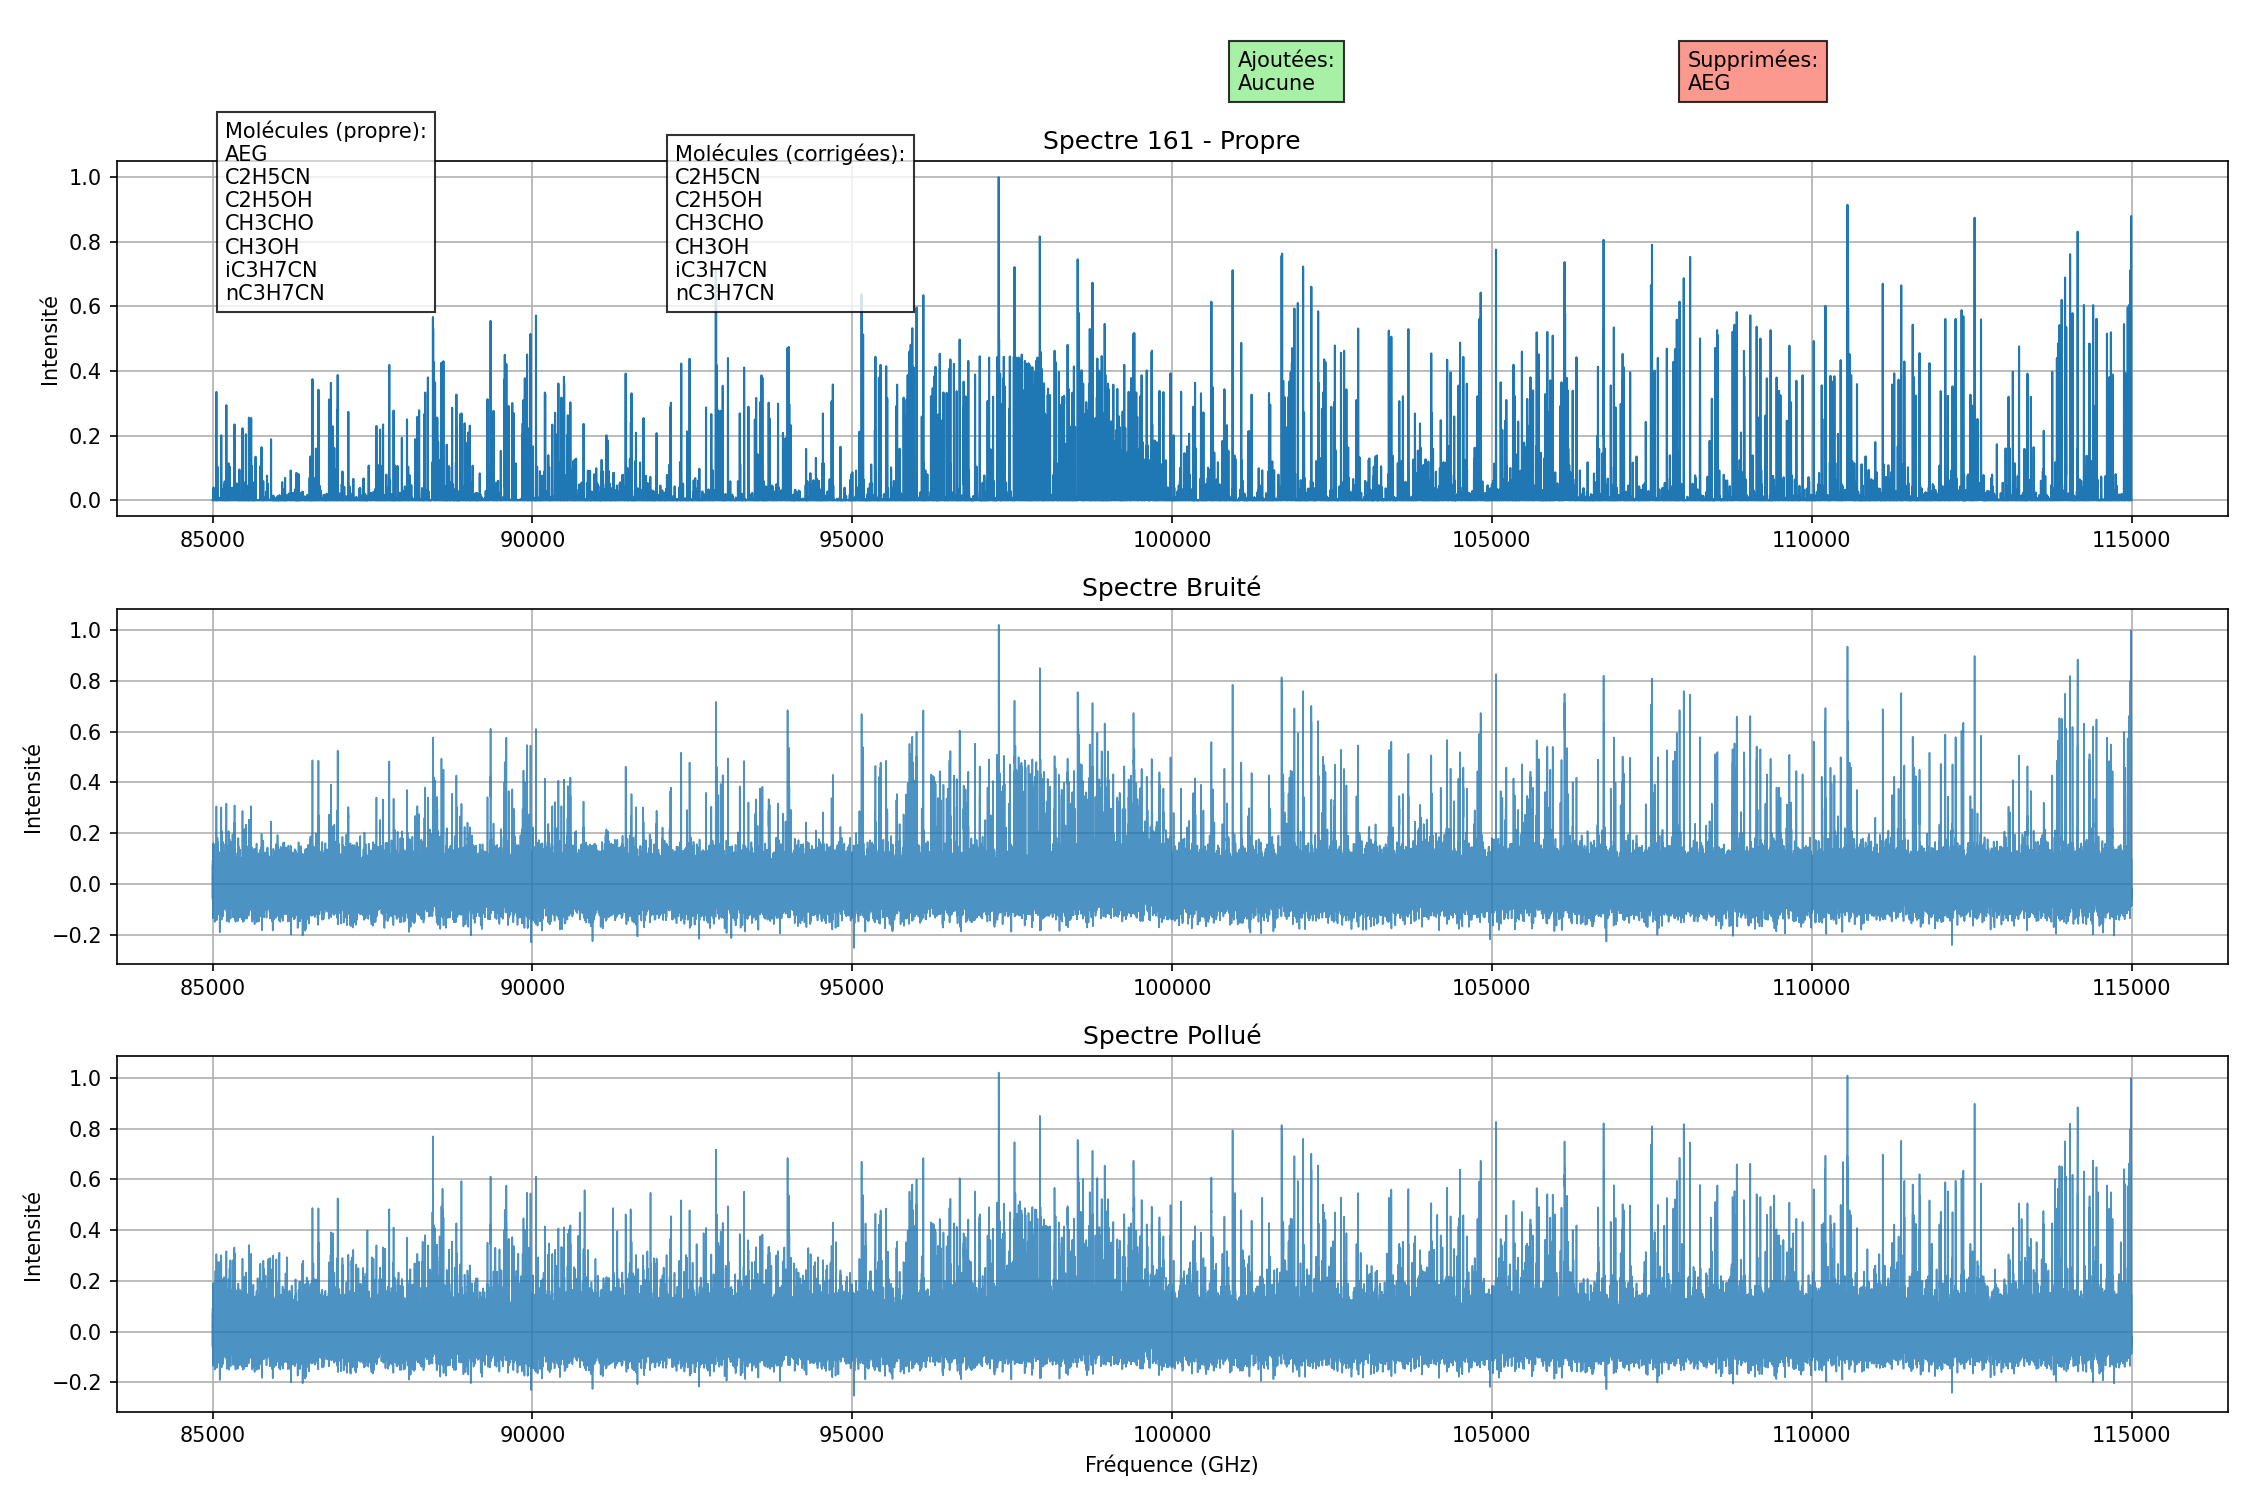 Ajoutées:
Aucune
Supprimées:
AEG
Molécules (propre):
AEG
C2H5CN
C2H5OH
CH3CHO
CH3OH
iC3H7CN
nC3H7CN
Molécules (corrigées):
C2H5CN
C2H5OH
CH3CHO
CH3OH
iC3H7CN
nC3H7CN
Spectre 161 - Propre
Intensité
1.0
0.8
0.6
0.4
0.2
0.0
85000 90000 95000 100000 105000 110000 115000
Spectre Bruité
Intensité
1.0
0.8
0.6
0.4
0.2
0.0
−0.2
85000 90000 95000 100000 105000 110000 115000
Spectre Pollué
Intensité
1.0
0.8
0.6
0.4
0.2
0.0
−0.2
85000 90000 95000 100000 105000 110000 115000
Fréquence (GHz)